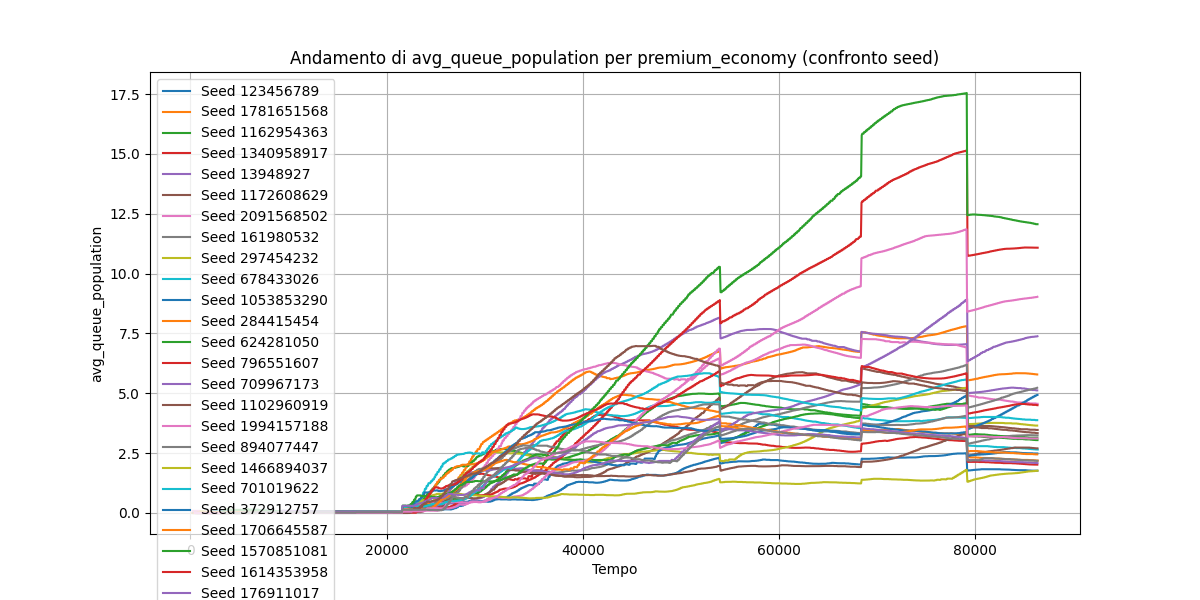 Andamento di avg_queue_population per premium_economy (confronto seed)
avg_queue_population
17.5
15.0
12.5
10.0
7.5
5.0
2.5
0.0
Seed 123456789
Seed 1781651568
Seed 1162954363
Seed 1340958917
Seed 13948927
Seed 1172608629
Seed 2091568502
Seed 161980532
Seed 297454232
Seed 678433026
Seed 1053853290
Seed 284415454
Seed 624281050
Seed 796551607
Seed 709967173
Seed 1102960919
Seed 1994157188
Seed 894077447
Seed 1466894037
Seed 701019622
Seed 372912757
Seed 1706645587
Seed 1570851081
Seed 1614353958
Seed 176911017
0
20000
40000
60000
80000
Tempo